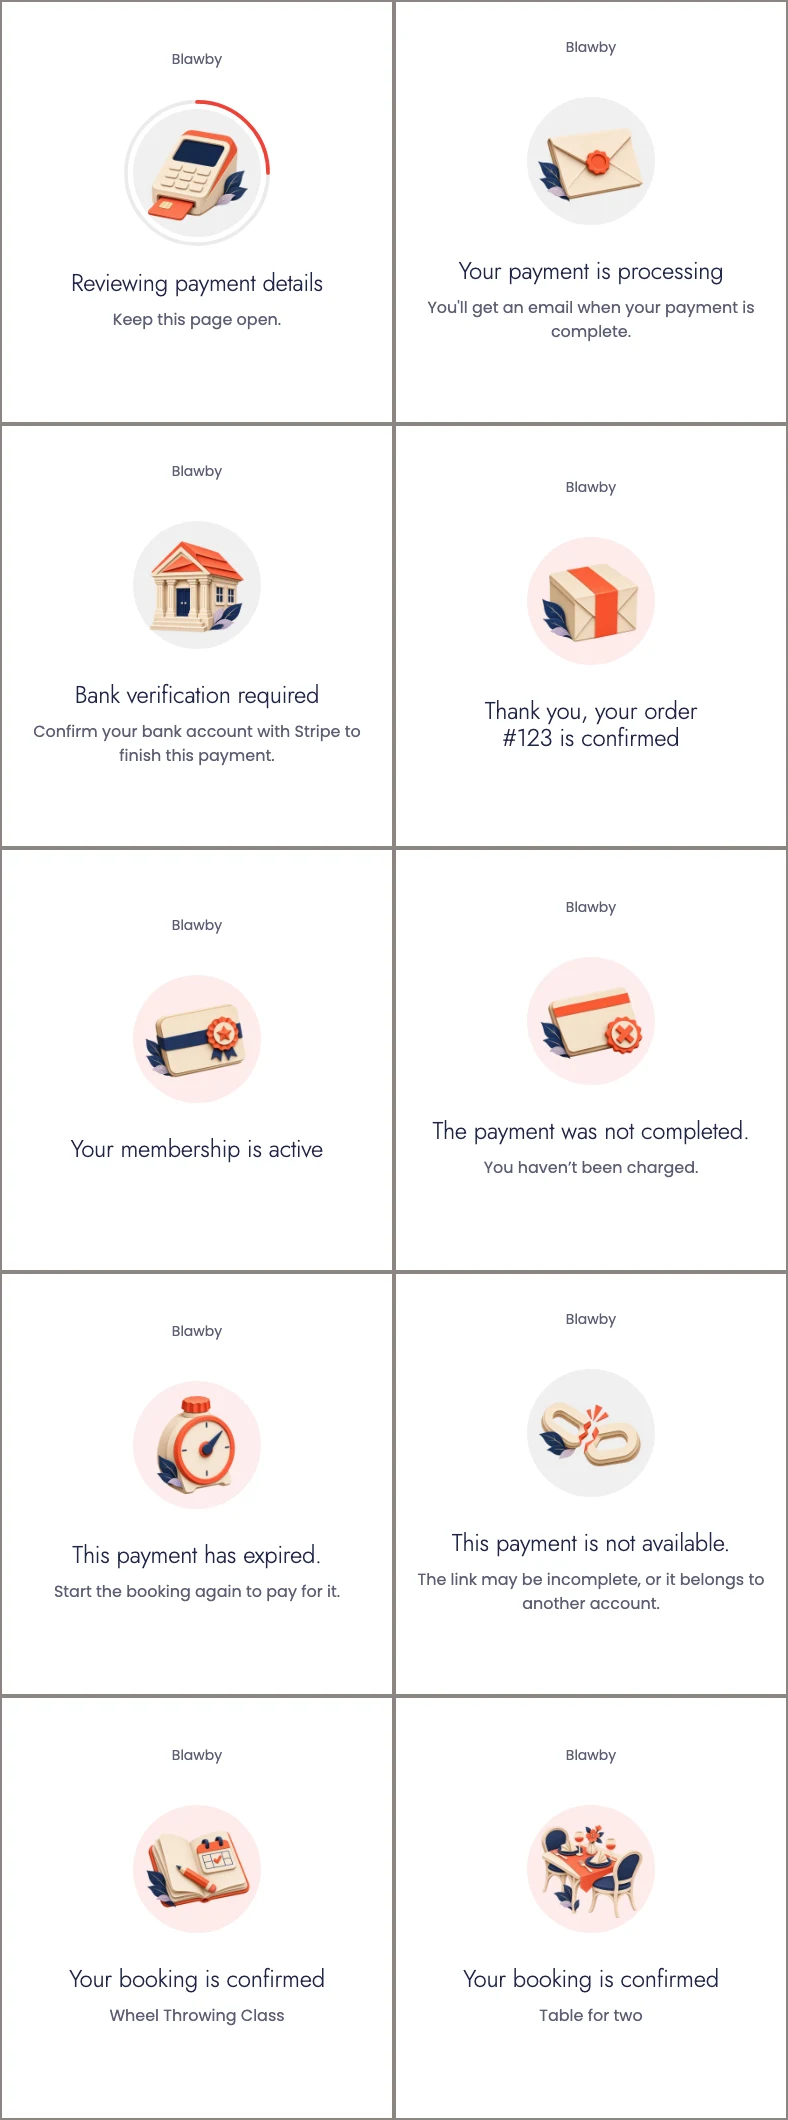 Blawby
Reviewing payment details
Keep this page open.
Blawby
Your payment is processing
You'll get an email when your payment is
complete.
Blawby
Bank verification required
Confirm your bank account with Stripe to
finish this payment.
Blawby
Thank you, your order
#123 is confirmed
Blawby
Your membership is active
Blawby
The payment was not completed.
You haven’t been charged.
Blawby
This payment has expired.
Start the booking again to pay for it.
Blawby
This payment is not available.
The link may be incomplete, or it belongs to
another account.
Blawby
Your booking is confirmed
Wheel Throwing Class
Blawby
Your booking is confirmed
Table for two